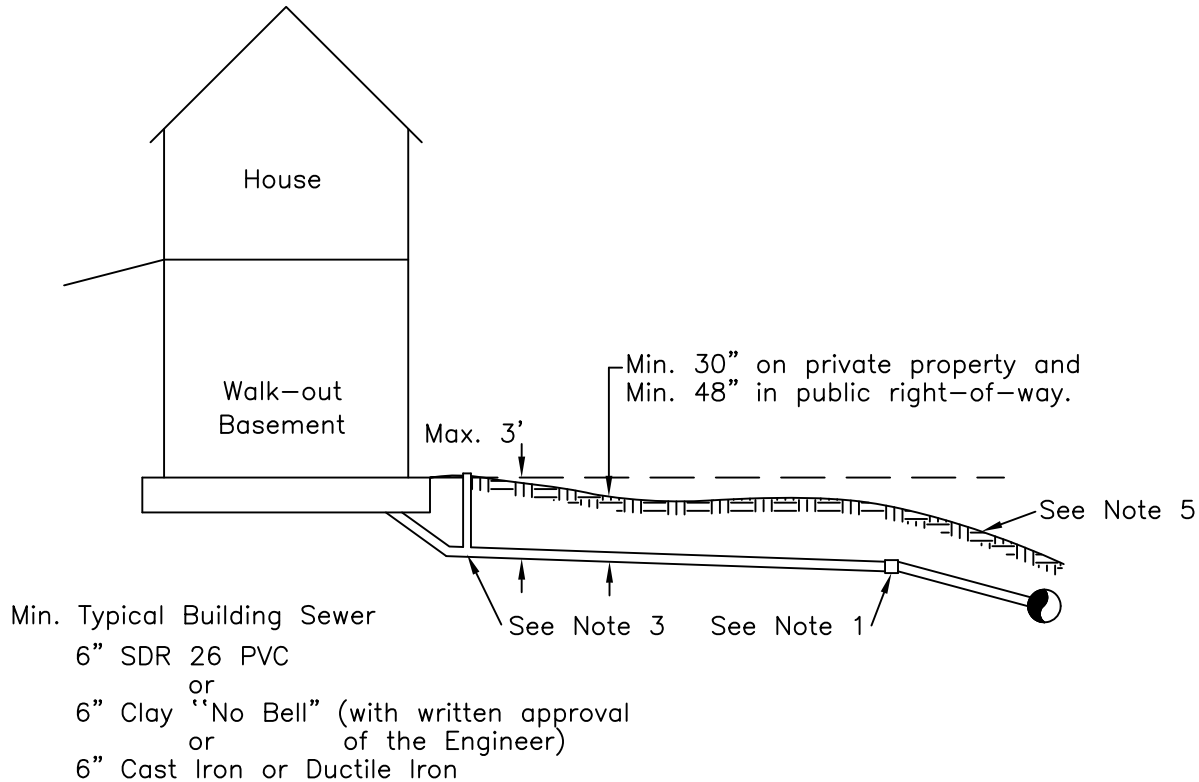 House
Walk-out
Basement
Min. 30” on private property and
Min. 48” in public right-of-way.
Max. 3’
See Note 5
See Note 3
See Note 1
Min. Typical Building Sewer
6” SDR 26 PVC
or
6” Clay ‘‘No Bell” (with written approval
or of the Engineer)
6” Cast Iron or Ductile Iron